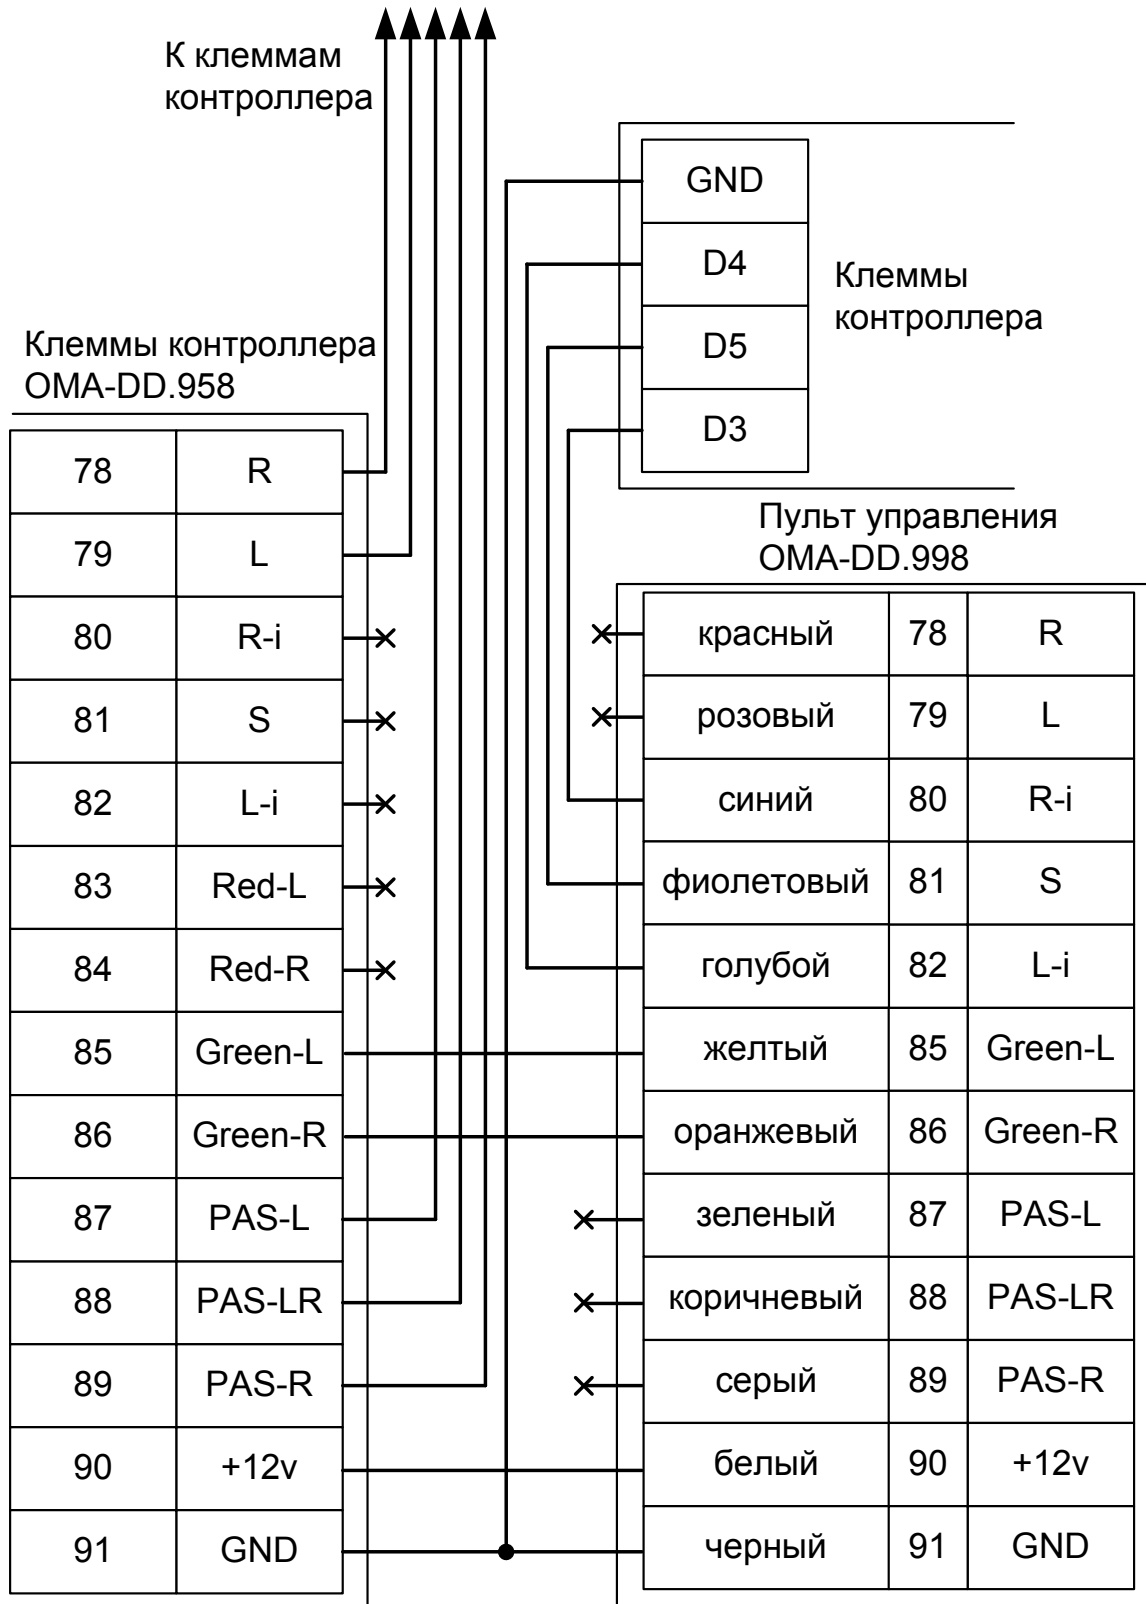 К клеммам
контроллера
GND
D4
D5
D3
Клеммы
контроллера
Клеммы контроллера
OMA-DD.958
78 R
79 L
80 R-i
81 S
82 L-i
83 Red-L
84 Red-R
85 Green-L
86 Green-R
87 PAS-L
88 PAS-LR
89 PAS-R
90 +12v
91 GND
Пульт управления
OMA-DD.998
красный 78 R
розовый 79 L
синий 80 R-i
фиолетовый 81 S
голубой 82 L-i
желтый 85 Green-L
оранжевый 86 Green-R
зеленый 87 PAS-L
коричневый 88 PAS-LR
серый 89 PAS-R
белый 90 +12v
черный 91 GND